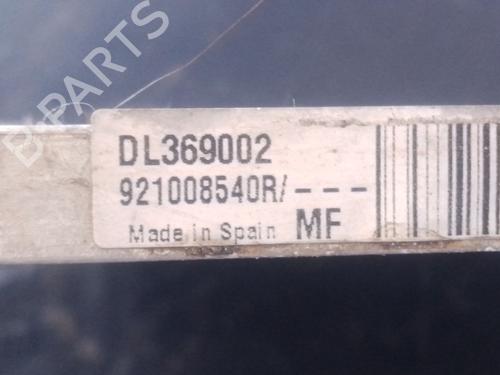 B-PARTS
DL369002
921008540R/---
Made in Spain MF